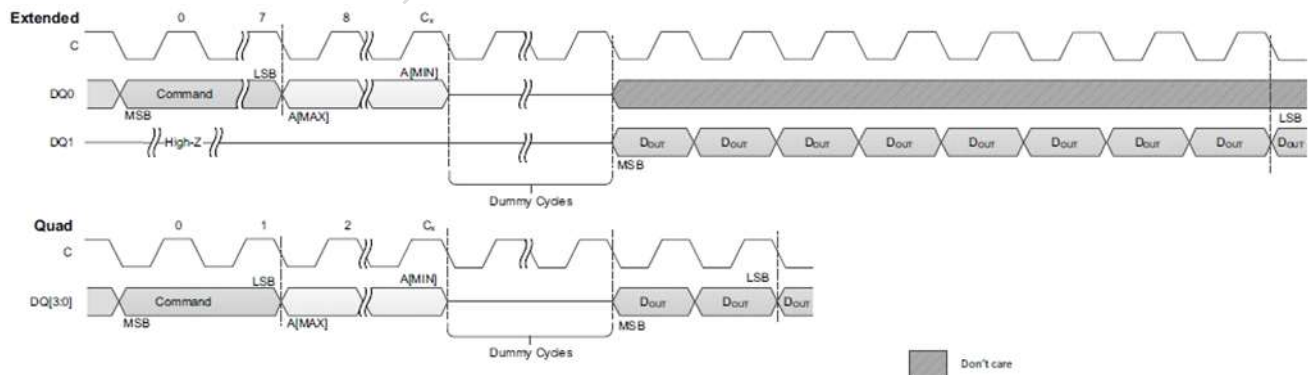 Extended
0 7 8 Cx
C
LSB A[MIN]
DQ0 Command
MSB A[MAX] LSB
DQ1 High-Z DOUT DOUT DOUT DOUT DOUT DOUT DOUT DOUT DOUT
MSB
Dummy Cycles
Quad
0 1 2 Cx
C
LSB A[MIN] LSB
DQ[3:0] Command DOUT DOUT DOUT
MSB A[MAX] MSB
Dummy Cycles
Don't care